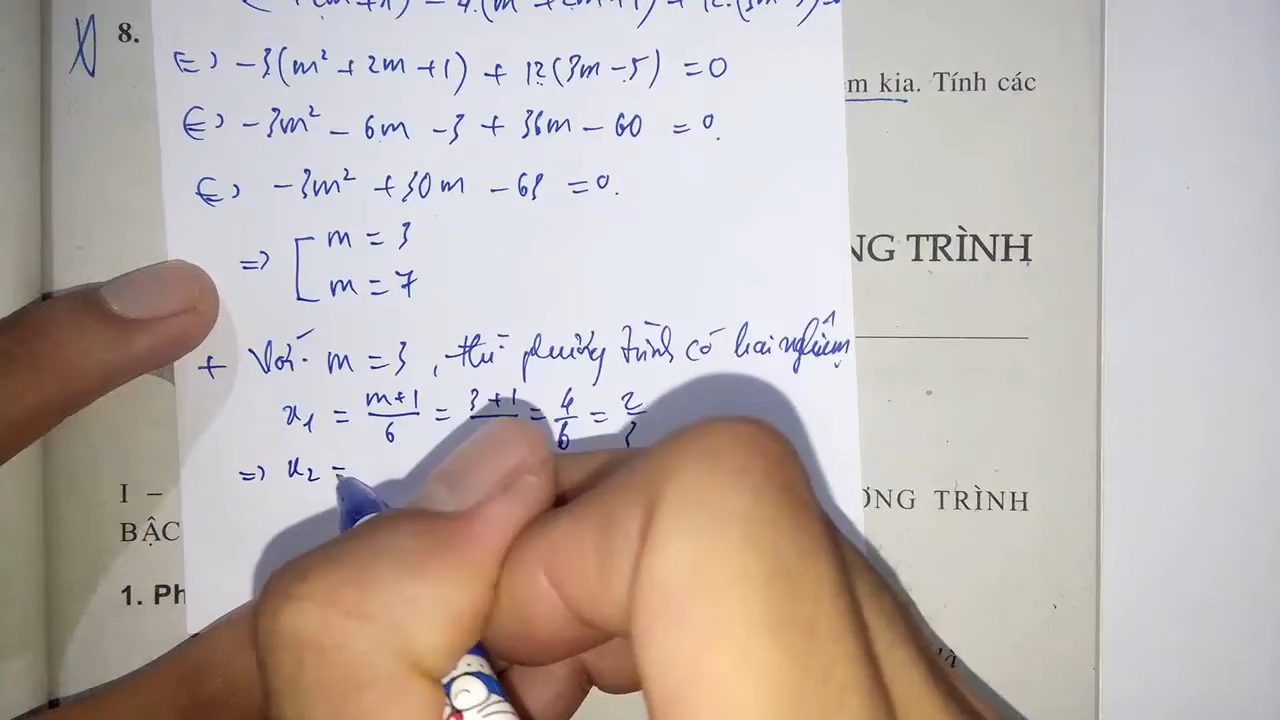 8.
⇔ -3(m² + 2m + 1) + 12(3m - 5) = 0
m kia. Tính các
⇔ -3m² - 6m - 3 + 36m - 60 = 0.
⇔ -3m² + 30m - 63 = 0.
⇒ [ m = 3
NG TRÌNH
m = 7
+ Với m = 3, thì phương trình có hai nghiệm
x₁ = m+1/6 = 3+1 = 4/6 = 2/3
⇒ x₂ =
I –
NG TRÌNH
BẬC
1. Ph